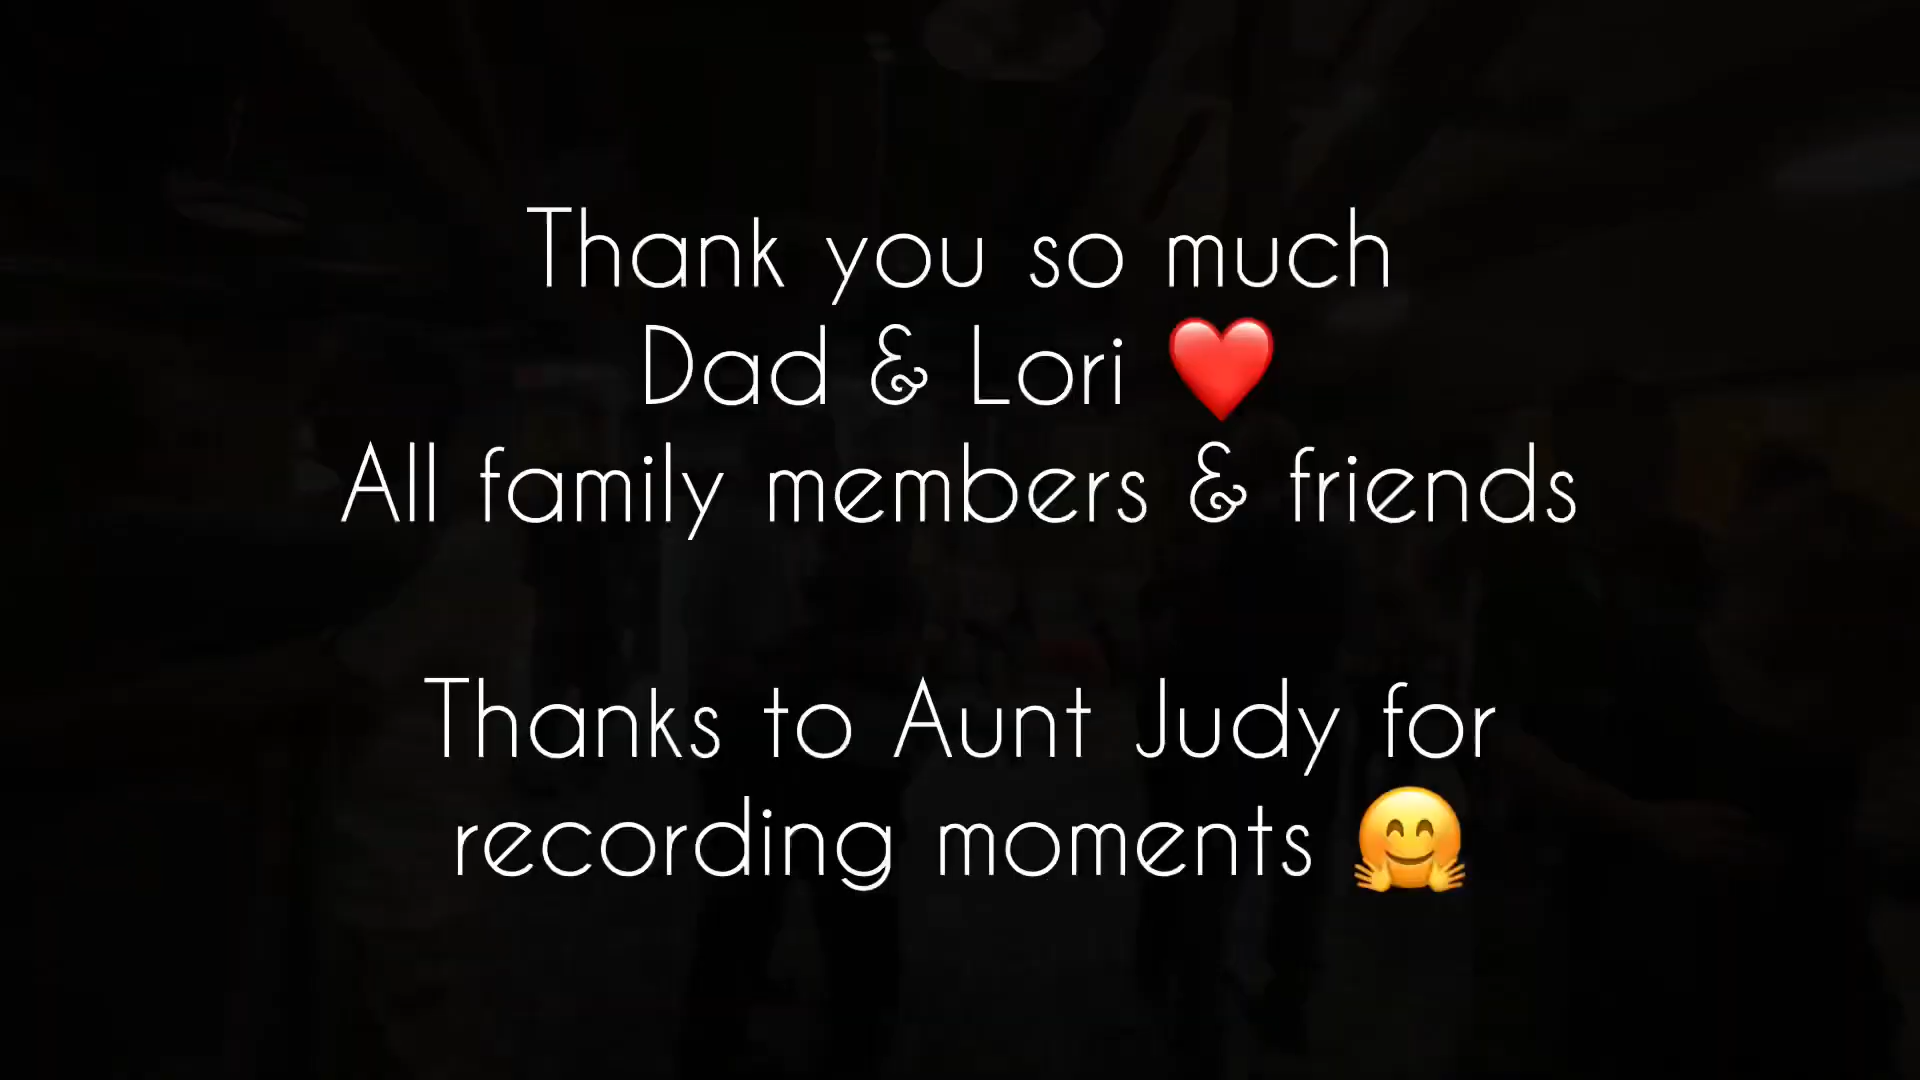 Thank you so much
Dad & Lori ❤️
All family members & friends
Thanks to Aunt Judy for
recording moments 🤗